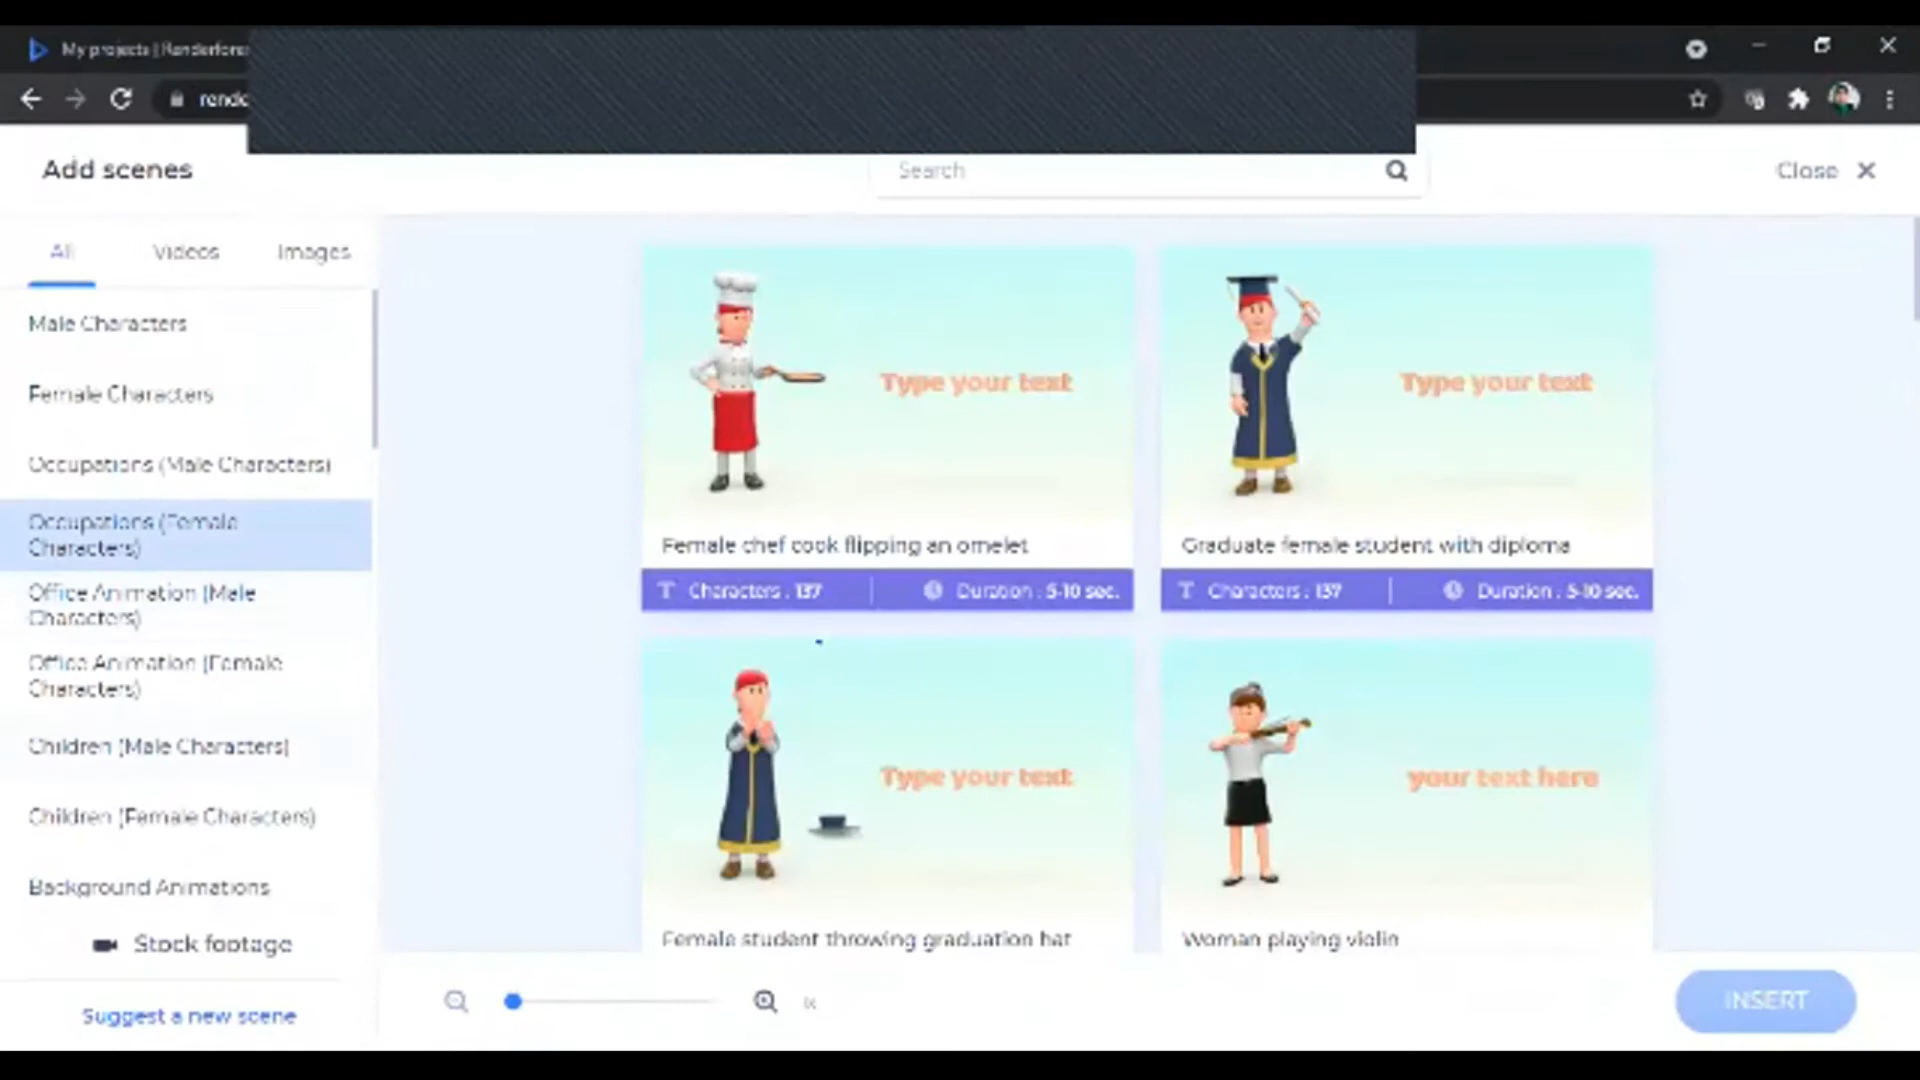 My projects | Renderfores
rende
Add scenes
Search
Close
All
Videos
Images
Male Characters
Female Characters
Occupations (Male Characters)
Occupations (Female
Characters)
Office Animation (Male
Characters)
Office Animation (Female
Characters)
Children (Male Characters)
Children (Female Characters)
Background Animations
Stock footage
Suggest a new scene
Type your text
Type your text
Female chef cook flipping an omelet
Graduate female student with diploma
Characters : 137
Duration : 5-10 sec.
Characters : 137
Duration : 5-10 sec.
Type your text
your text here
Female student throwing graduation hat
Woman playing violin
INSERT